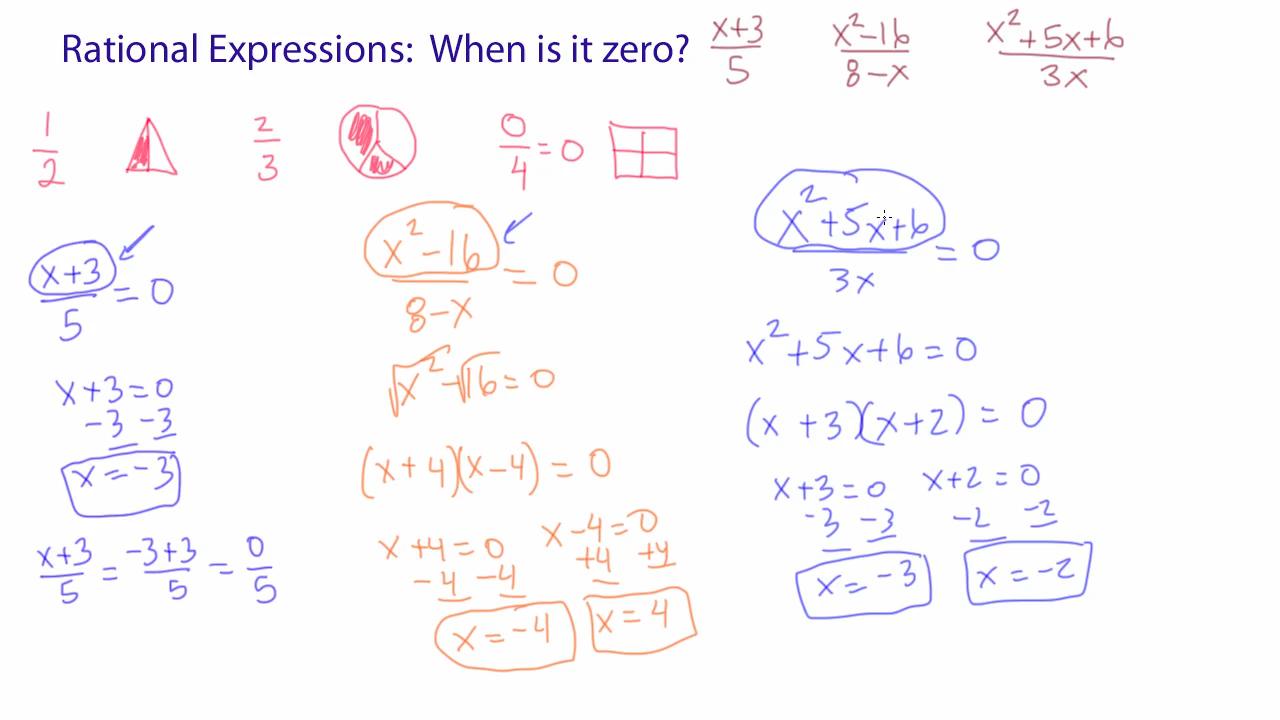 Rational Expressions: When is it zero?
x+3/5
x²-16/8-x
x²+5x+6/3x
1/2
2/3
0/4 = 0
x+3/5 = 0
x+3=0
-3 -3
x=-3
x+3/5 = -3+3/5 = 0/5
x²-16/8-x = 0
√x² - √16 = 0
(x+4)(x-4) = 0
x+4=0
-4 -4
x=-4
x-4=0
+4 +4
x=4
x²+5x+6/3x = 0
x²+5x+6=0
(x+3)(x+2) = 0
x+3=0
-3 -3
x=-3
x+2=0
-2 -2
x=-2